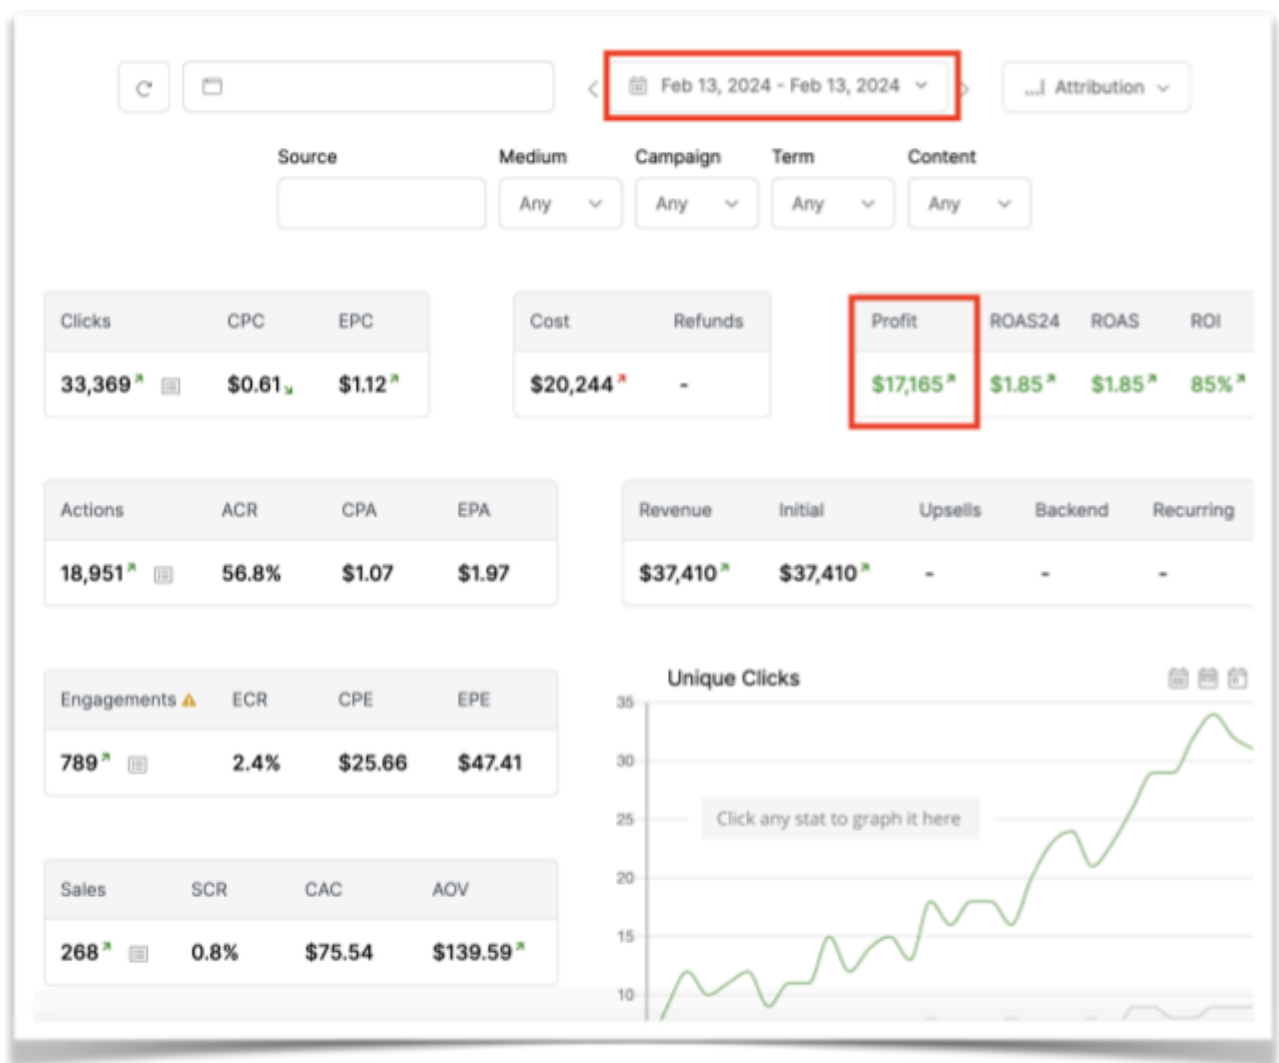 Feb 13, 2024 - Feb 13, 2024
...l Attribution
Source Medium Campaign Term Content
Any Any Any Any
Clicks CPC EPC
33,369 $0.61 $1.12
Cost Refunds
$20,244 -
Profit ROAS24 ROAS ROI
$17,165 $1.85 $1.85 85%
Actions ACR CPA EPA
18,951 56.8% $1.07 $1.97
Revenue Initial Upsells Backend Recurring
$37,410 $37,410 - - -
Engagements ECR CPE EPE
789 2.4% $25.66 $47.41
Sales SCR CAC AOV
268 0.8% $75.54 $139.59
Unique Clicks
35
30
25
Click any stat to graph it here
20
15
10